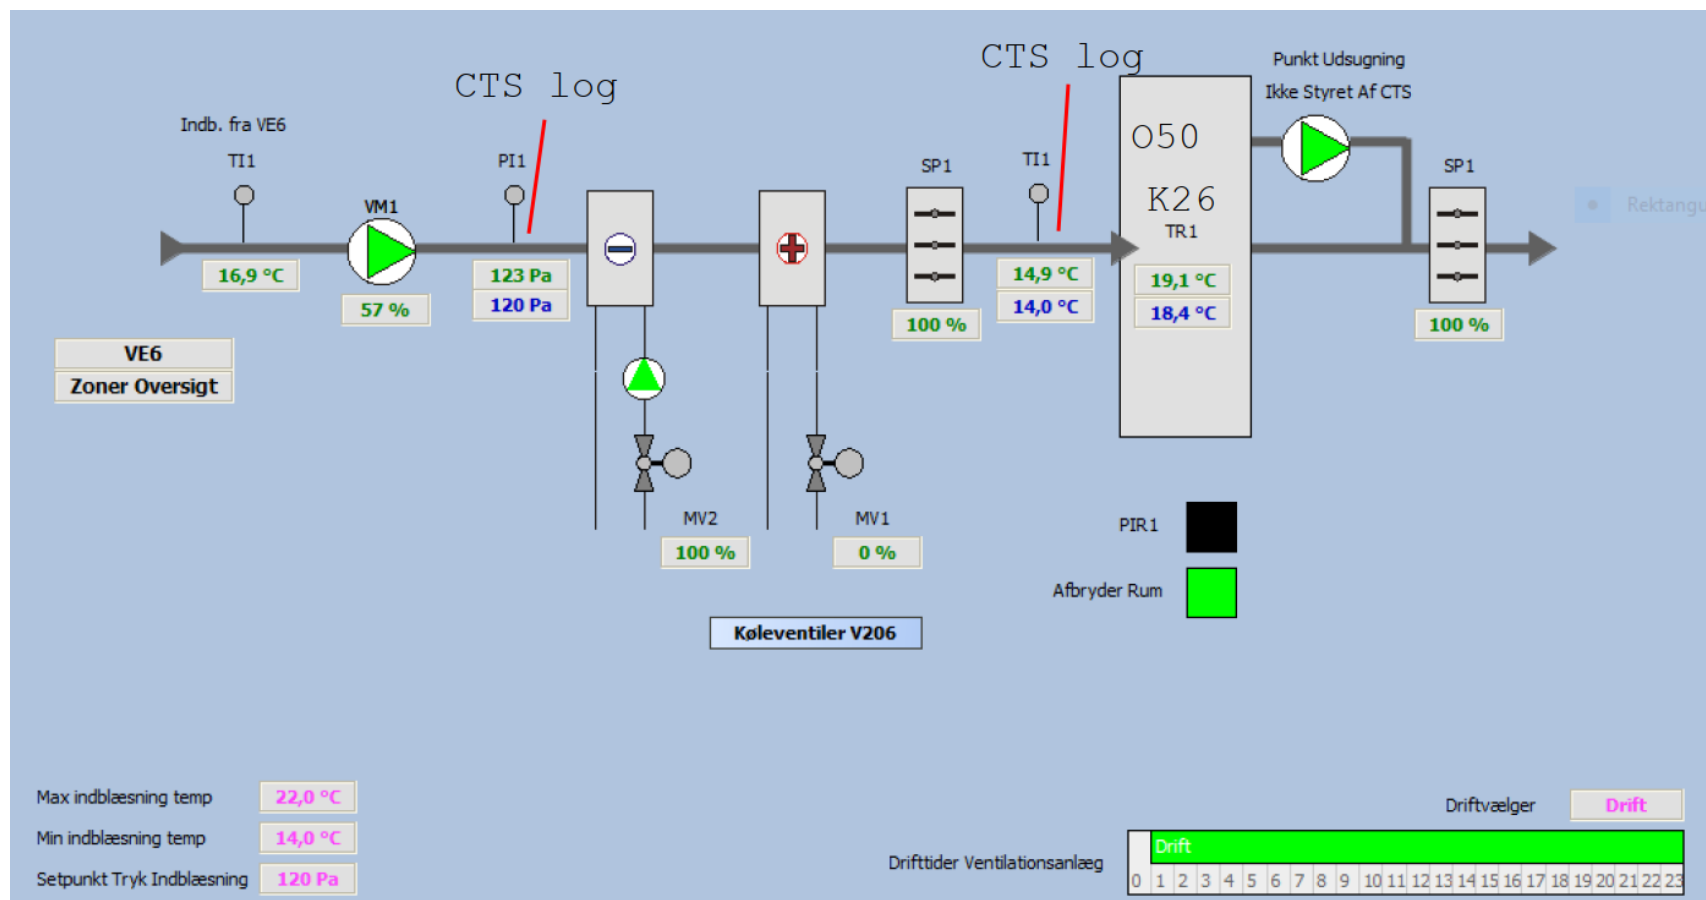 CTS log
CTS log
Punkt Udsugning
Ikke Styret Af CTS
Indb. fra VE6
TI1
PI1
SP1
TI1
O50
SP1
VM1
K26
TR1
Rektangu
16,9 °C
123 Pa
120 Pa
57 %
14,9 °C
14,0 °C
19,1 °C
18,4 °C
100 %
100 %
VE6
Zoner Oversigt
MV2
100 %
MV1
0 %
PIR1
Afbryder Rum
Køleventiler V206
Max indblæsning temp
22,0 °C
Min indblæsning temp
14,0 °C
Setpunkt Tryk Indblæsning
120 Pa
Driftvælger
Drift
Drifttider Ventilationsanlæg
Drift
0 1 2 3 4 5 6 7 8 9 10 11 12 13 14 15 16 17 18 19 20 21 22 23